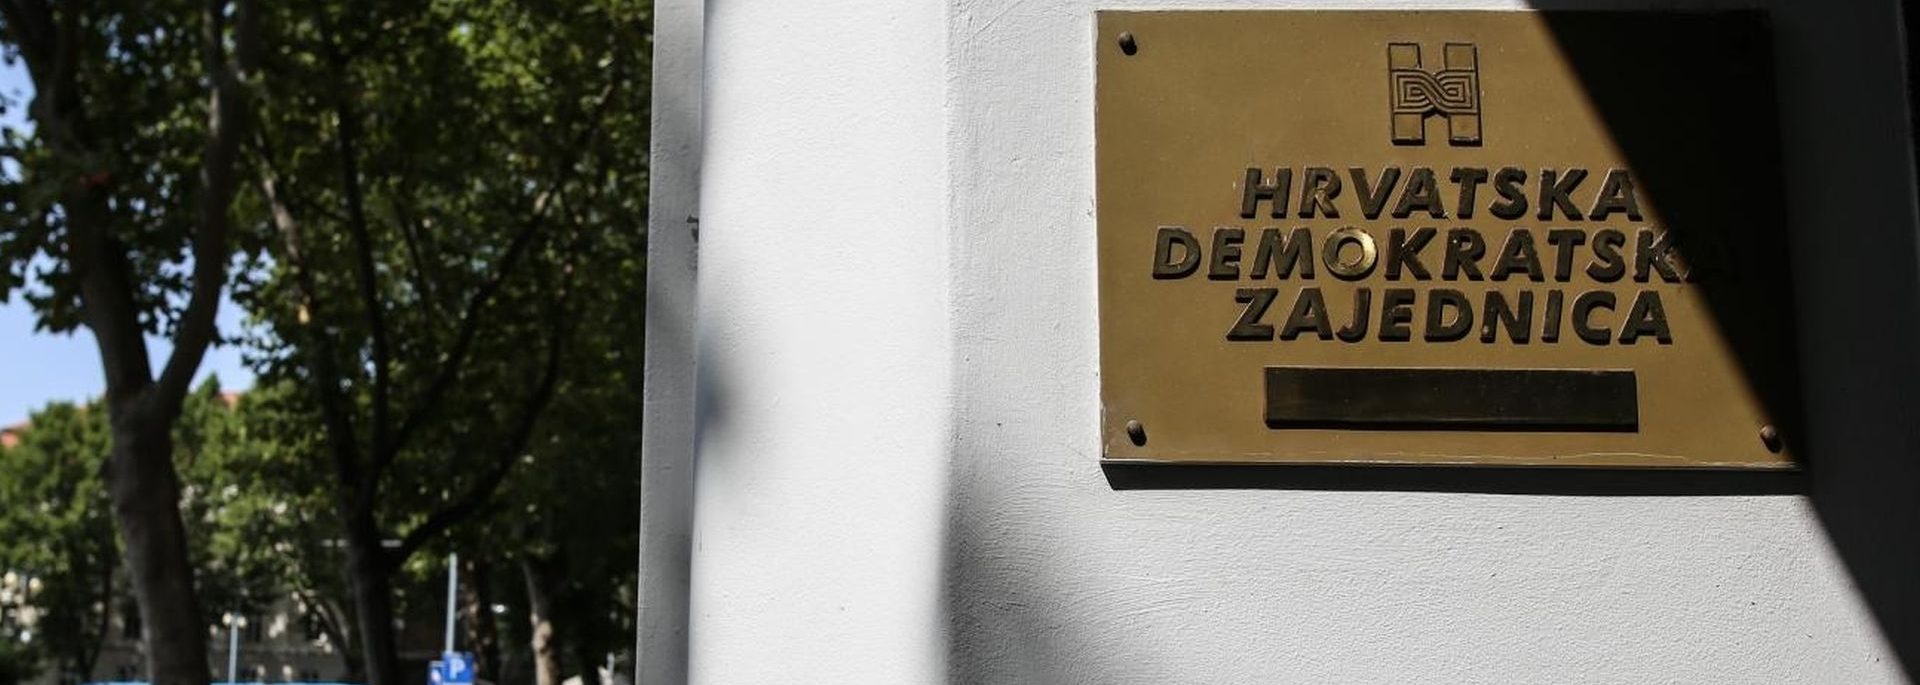 HRVATSKA
DEMOKRATSKA
ZAJEDNICA
P